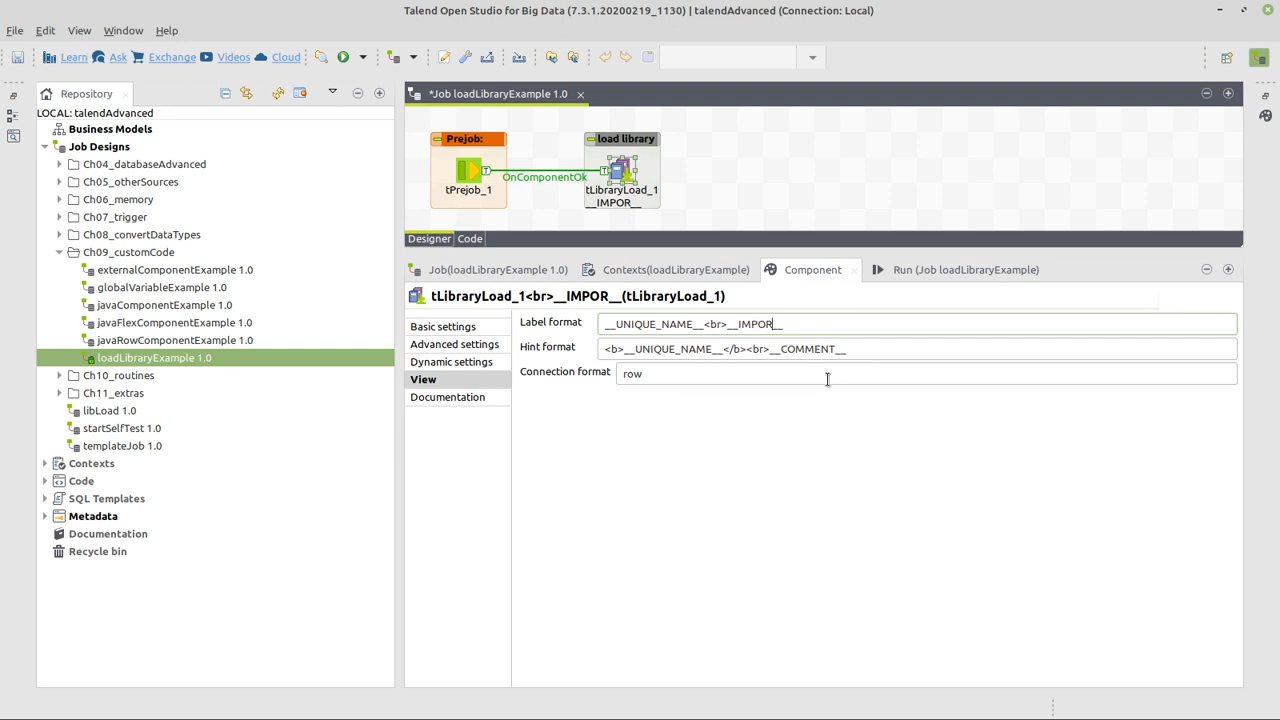 Talend Open Studio for Big Data (7.3.1.20200219_1130) | talendAdvanced (Connection: Local)
File Edit View Window Help
Learn Ask Exchange Videos Cloud
Repository
LOCAL: talendAdvanced
Business Models
Job Designs
Ch04_databaseAdvanced
Ch05_otherSources
Ch06_memory
Ch07_trigger
Ch08_convertDataTypes
Ch09_customCode
externalComponentExample 1.0
globalVariableExample 1.0
javaComponentExample 1.0
javaFlexComponentExample 1.0
javaRowComponentExample 1.0
loadLibraryExample 1.0
Ch10_routines
Ch11_extras
libLoad 1.0
startSelfTest 1.0
templateJob 1.0
Contexts
Code
SQL Templates
Metadata
Documentation
Recycle bin
*Job loadLibraryExample 1.0
Prejob:
load library
OnComponentOk
tPrejob_1
tLibraryLoad_1
__IMPOR__
Designer Code
Job(loadLibraryExample 1.0) Contexts(loadLibraryExample) Component Run (Job loadLibraryExample)
tLibraryLoad_1<br>__IMPOR__(tLibraryLoad_1)
Basic settings
Advanced settings
Dynamic settings
View
Documentation
Label format __UNIQUE_NAME__<br>__IMPOR__
Hint format <b>__UNIQUE_NAME__</b><br>__COMMENT__
Connection format row